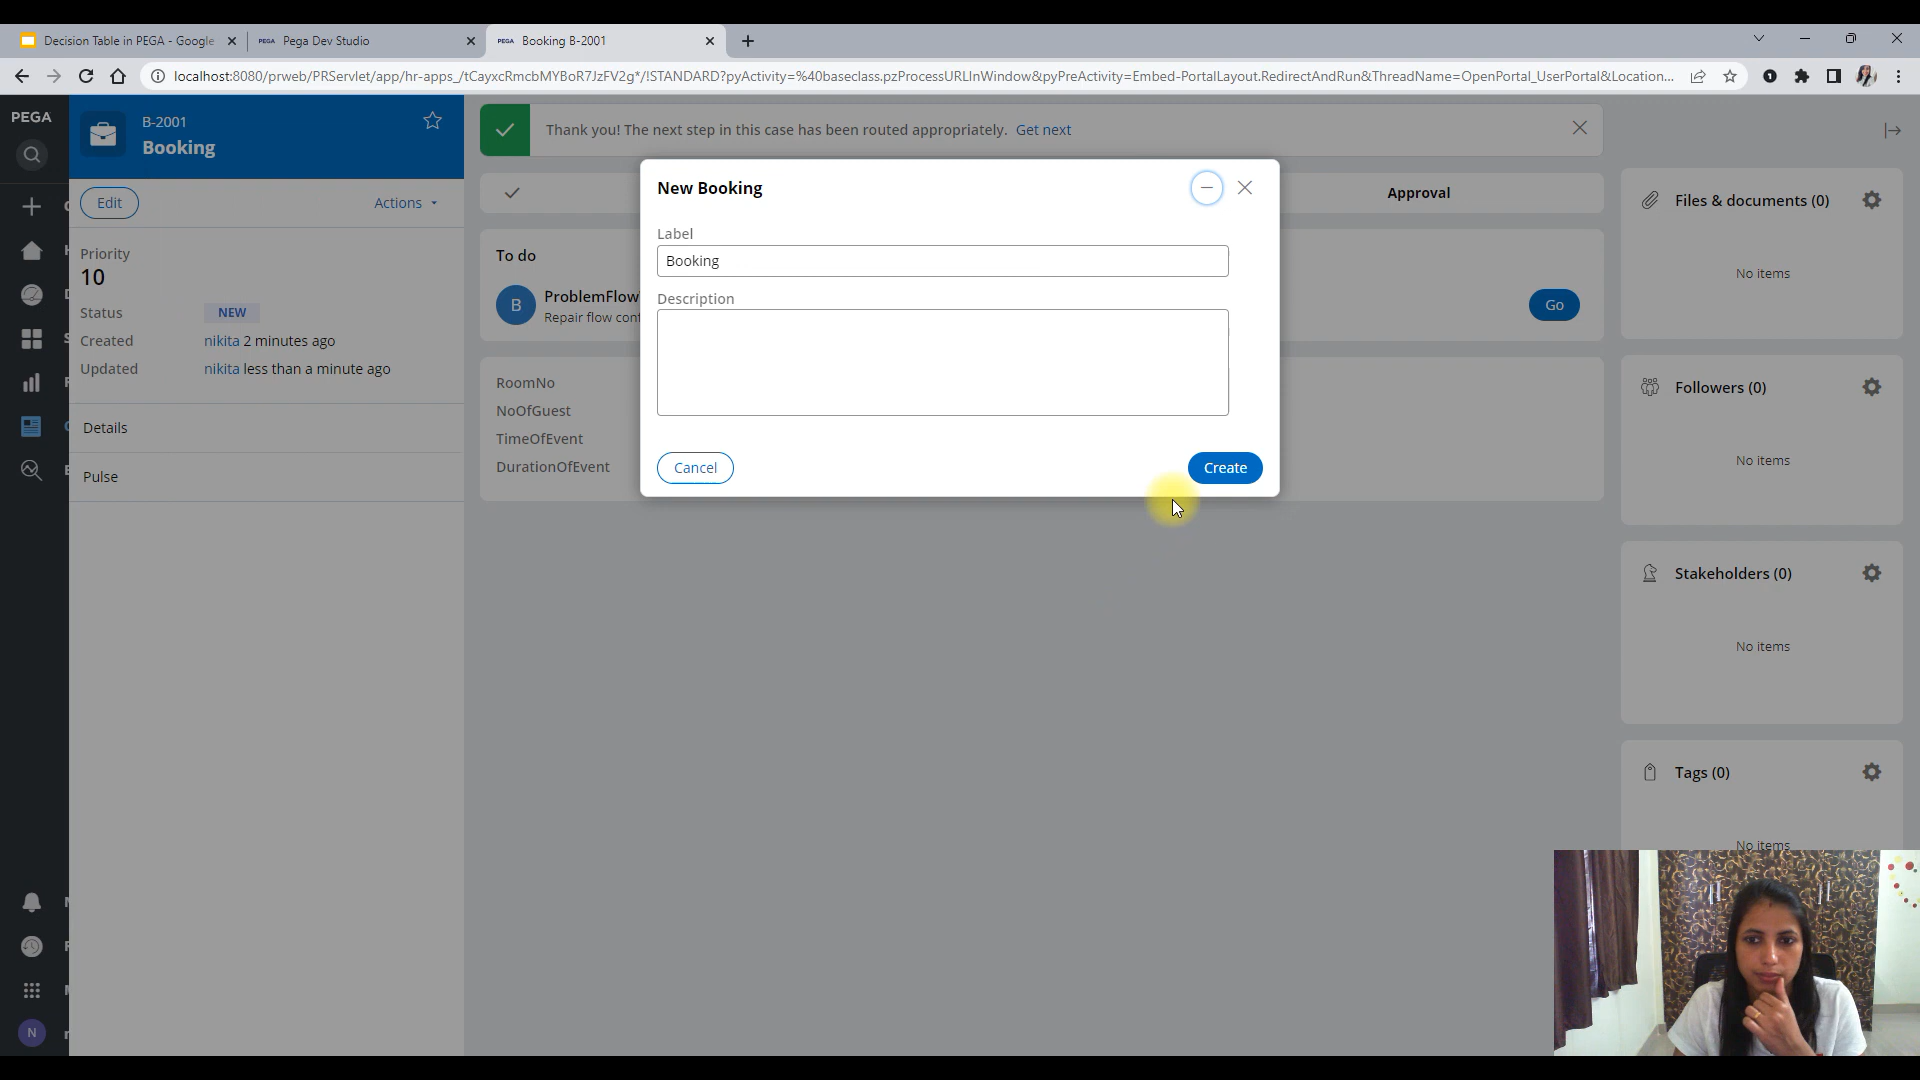 Decision Table in PEGA - Google
PEGA Pega Dev Studio
PEGA Booking B-2001
localhost:8080/prweb/PRServlet/app/hr-apps_/tCayxcRmcbMYBoR7JzFV2g*/!STANDARD?pyActivity=%40baseclass.pzProcessURLInWindow&pyPreActivity=Embed-PortalLayout.RedirectAndRun&ThreadName=OpenPortal_UserPortal&Location...
PEGA
B-2001
Booking
Edit
Actions
Priority
10
Status NEW
Created nikita 2 minutes ago
Updated nikita less than a minute ago
Details
Pulse
N
Thank you! The next step in this case has been routed appropriately. Get next
Approval
To do
B
ProblemFlow
Repair flow
Go
RoomNo
NoOfGuest
TimeOfEvent
DurationOfEvent
New Booking
Label
Booking
Description
Cancel
Create
Files & documents (0)
No items
Followers (0)
No items
Stakeholders (0)
No items
Tags (0)
No items